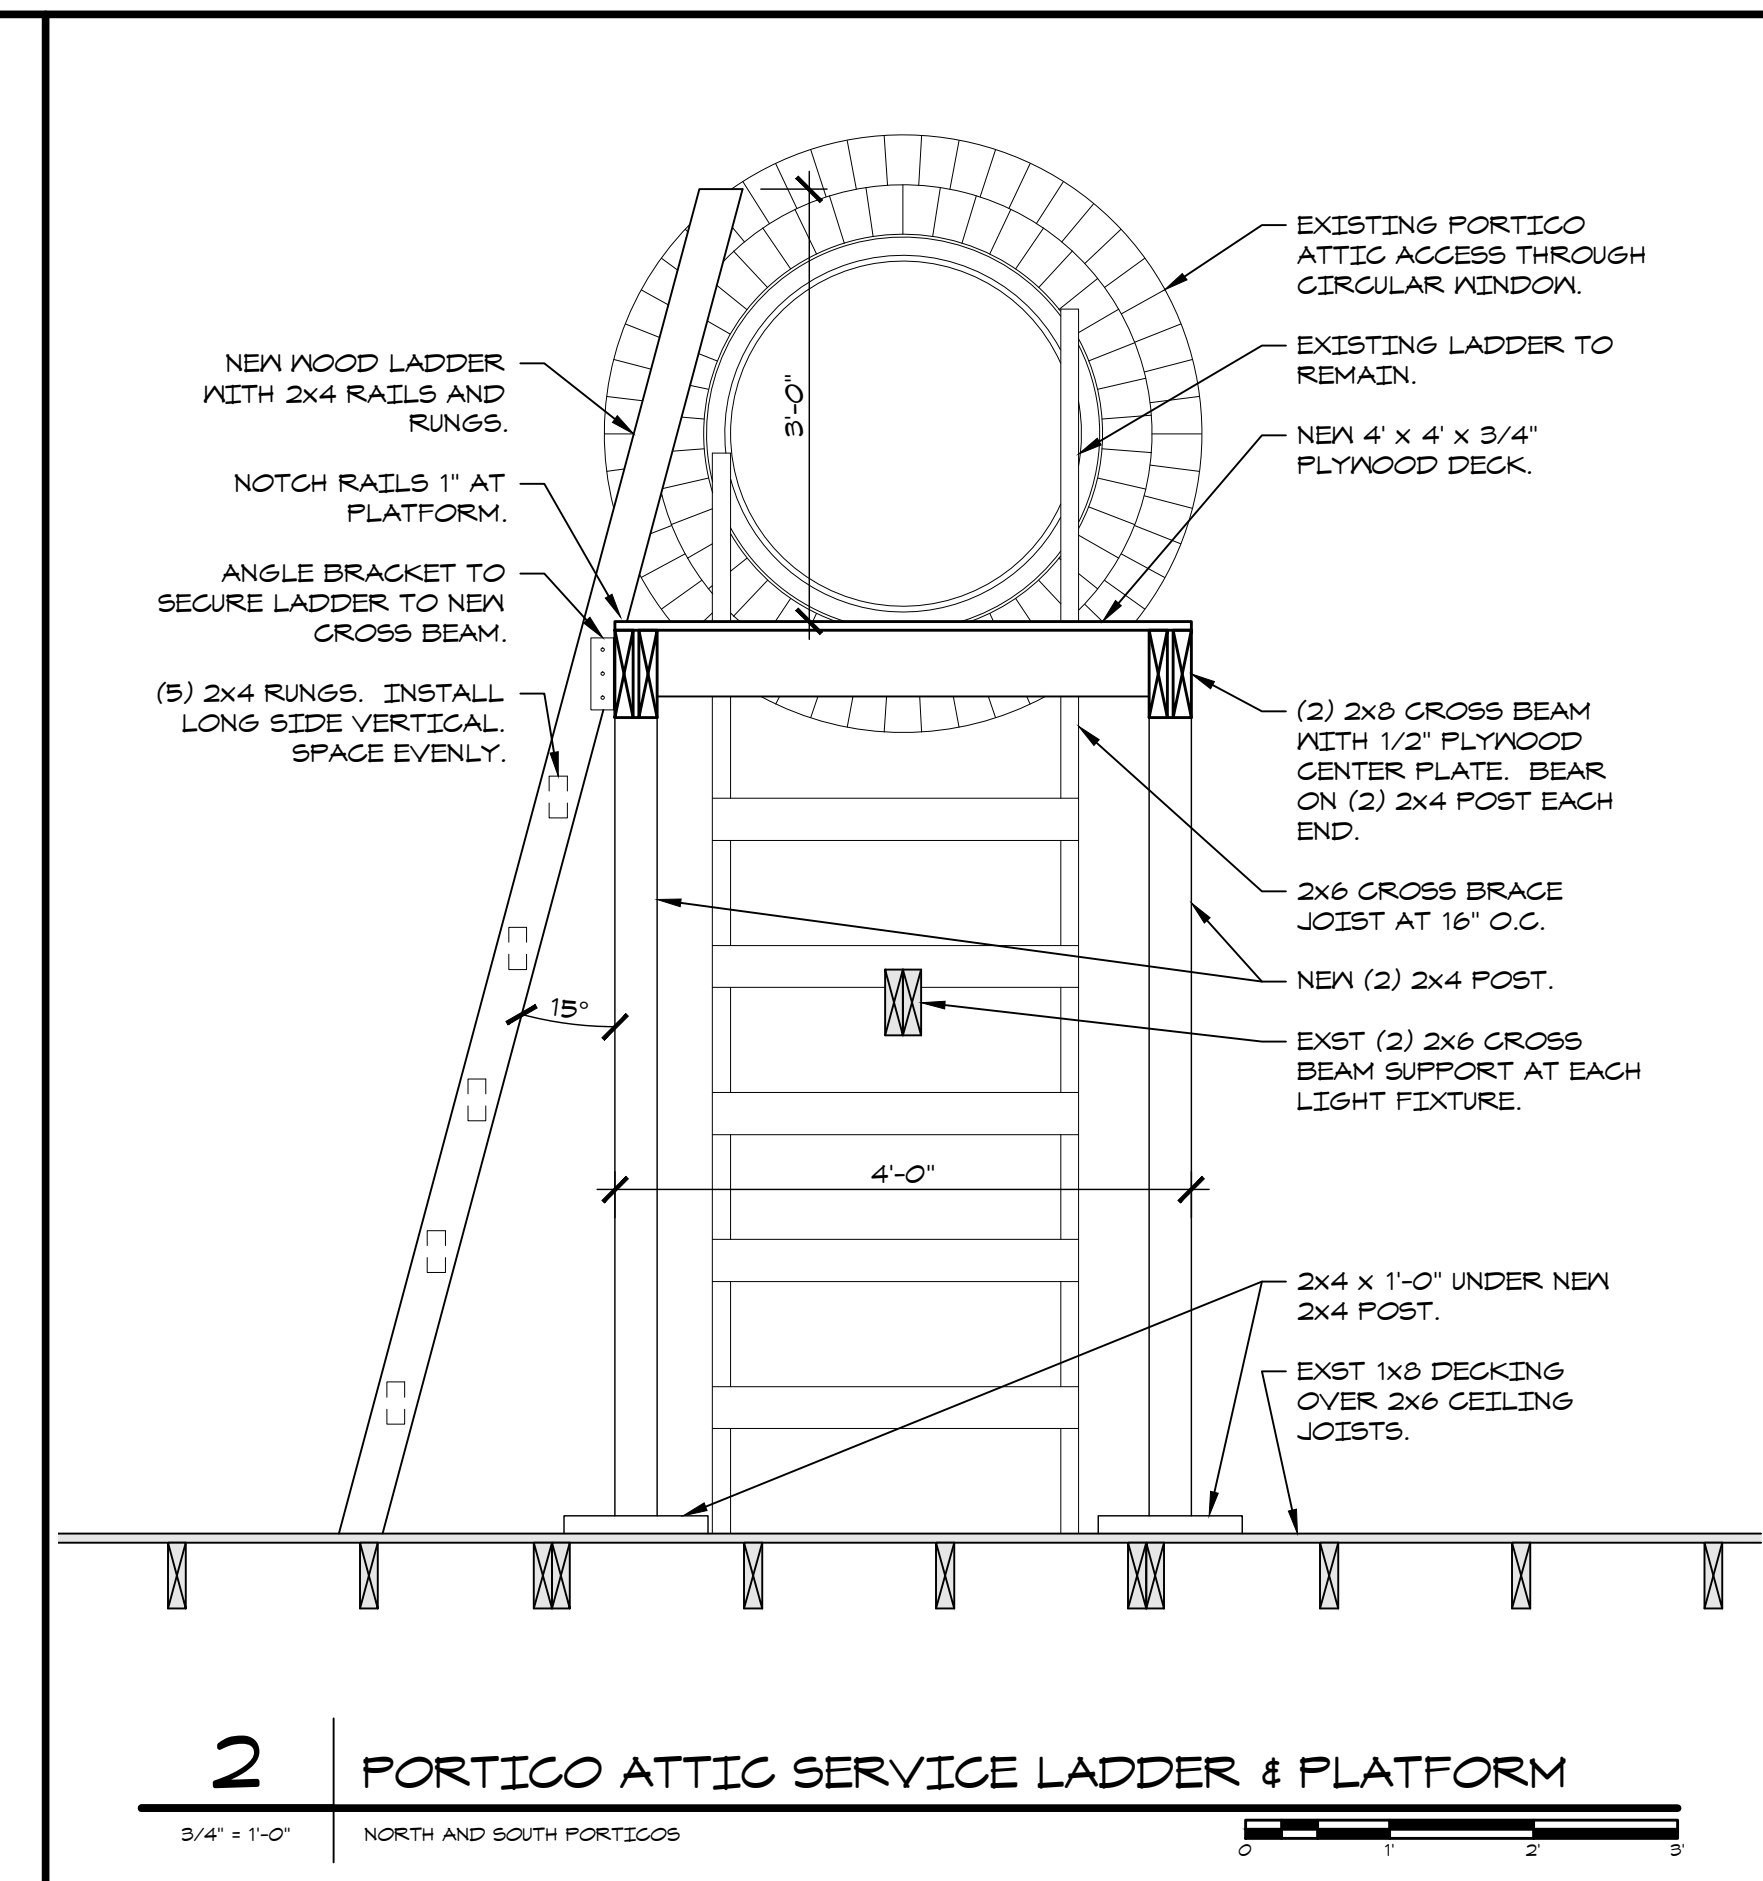 NEW WOOD LADDER
WITH 2x4 RAILS AND
RUNGS.
NOTCH RAILS 1" AT
PLATFORM.
ANGLE BRACKET TO
SECURE LADDER TO NEW
CROSS BEAM.
(5) 2x4 RUNGS. INSTALL
LONG SIDE VERTICAL.
SPACE EVENLY.
3'-0"
15°
4'-0"
EXISTING PORTICO
ATTIC ACCESS THROUGH
CIRCULAR WINDOW.
EXISTING LADDER TO
REMAIN.
NEW 4' x 4' x 3/4"
PLYWOOD DECK.
(2) 2x8 CROSS BEAM
WITH 1/2" PLYWOOD
CENTER PLATE. BEAR
ON (2) 2x4 POST EACH
END.
2x6 CROSS BRACE
JOIST AT 16" O.C.
NEW (2) 2x4 POST.
EXST (2) 2x6 CROSS
BEAM SUPPORT AT EACH
LIGHT FIXTURE.
2x4 x 1'-0" UNDER NEW
2x4 POST.
EXST 1x8 DECKING
OVER 2x6 CEILING
JOISTS.
2
PORTICO ATTIC SERVICE LADDER & PLATFORM
3/4" = 1'-0"
NORTH AND SOUTH PORTICOS
0 1' 2' 3'